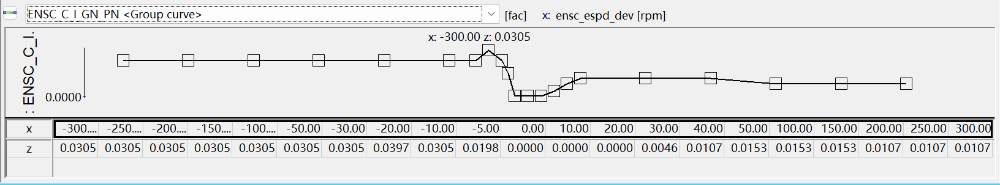 ENSC_C_I_GN_PN <Group curve> [fac] x: ensc_espd_dev [rpm]
: ENSC_C_I.
x: -300.00 z: 0.0305
0.0000
x -300.... -250.... -200.... -150.... -100.... -50.00 -30.00 -20.00 -10.00 -5.00 0.00 10.00 20.00 30.00 40.00 50.00 100.00 150.00 200.00 250.00 300.00
z 0.0305 0.0305 0.0305 0.0305 0.0305 0.0305 0.0305 0.0397 0.0305 0.0198 0.0000 0.0000 0.0000 0.0046 0.0107 0.0153 0.0153 0.0153 0.0107 0.0107 0.0107